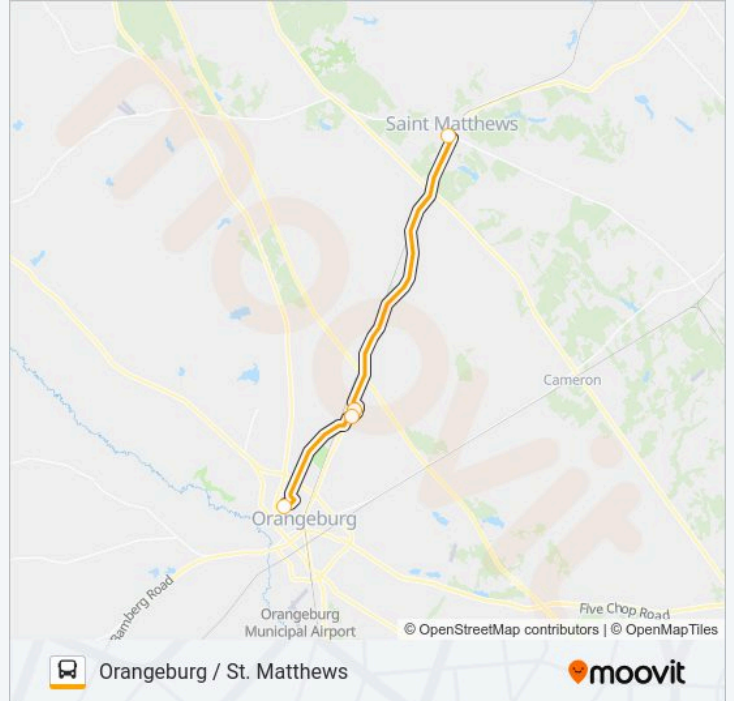 Saint Matthews
moovit
Cameron
Orangeburg
Bamberg Road
Orangeburg
Municipal Airport
Five Chop Road
© OpenStreetMap contributors | © OpenMapTiles
Orangeburg / St. Matthews
moovit